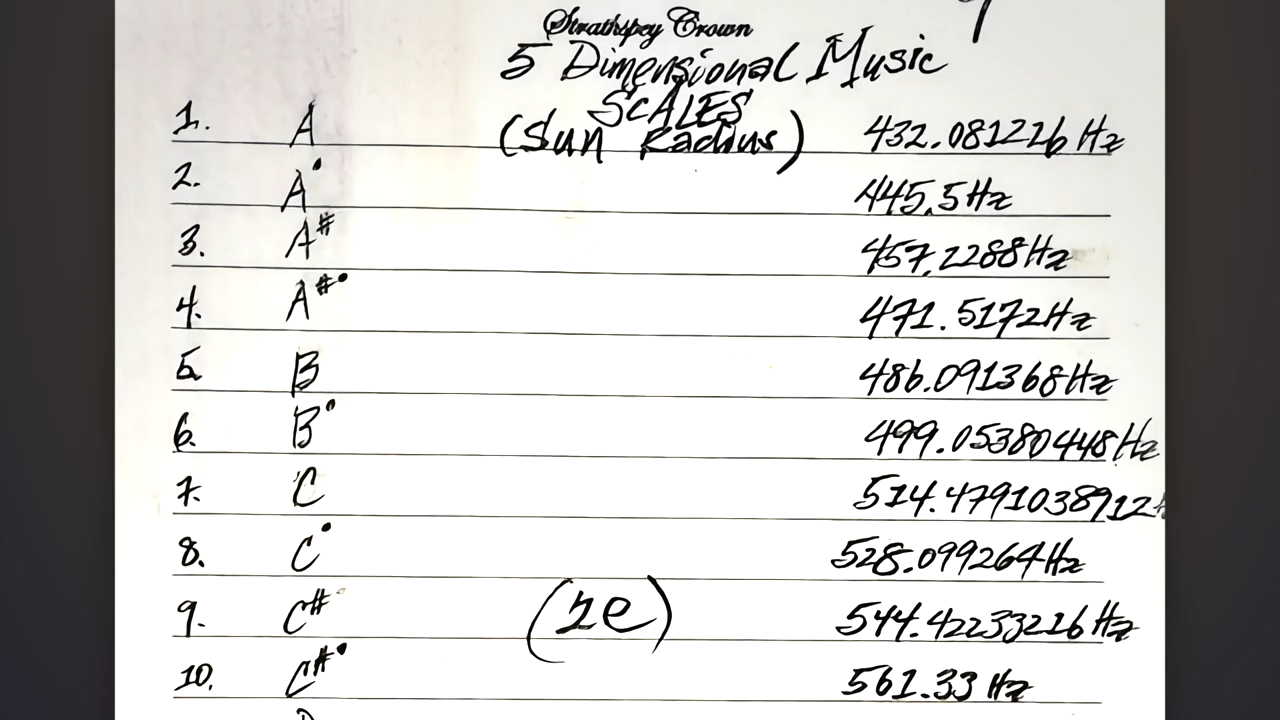 Strathspey Crown
5 Dimensional Music
SCALES
1. A (Sun Radius) 432.081216 Hz
2. A• 445.5 Hz
3. A# 457.2288 Hz
4. A#• 471.5172 Hz
5. B 486.091368 Hz
6. B• 499.05380448 Hz
7. C 514.4791038912
8. C• 528.099264 Hz
9. C# (2e) 544.42233216 Hz
10. C#• 561.33 Hz